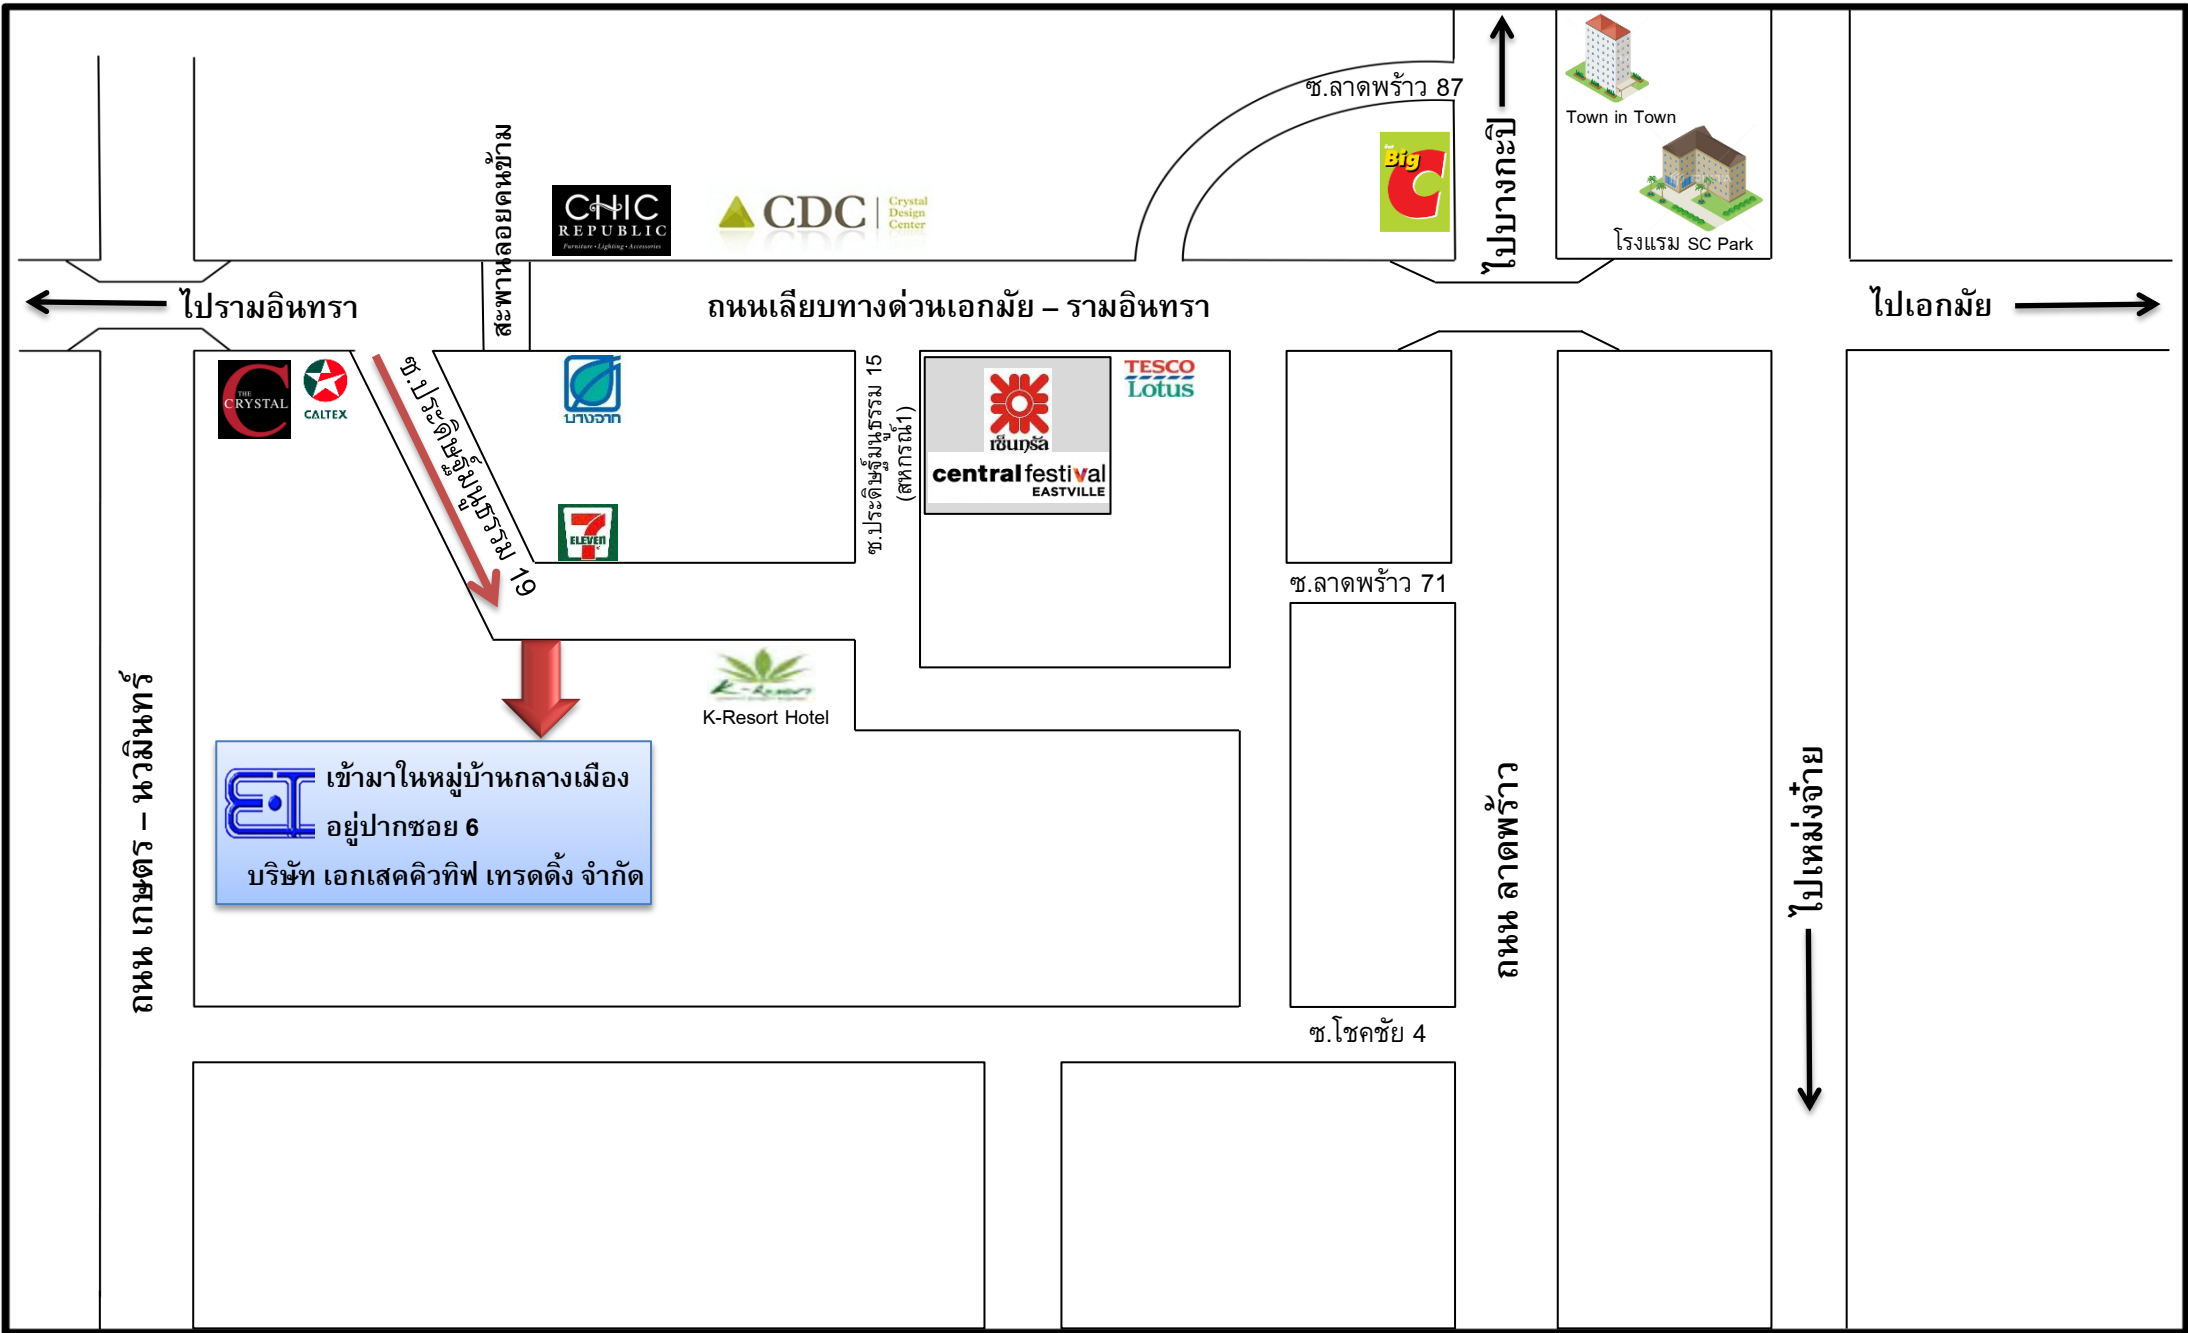 ซ.ลาดพร้าว 87
ไปบางกะปิ
Town in Town
โรงแรม SC Park
สะพานลอยคนข้าม
CHIC
REPUBLIC
Furniture • Lighting • Accessories
CDC
Crystal
Design
Center
Big
C
ไปรามอินทรา
ถนนเลียบทางด่วนเอกมัย – รามอินทรา
ไปเอกมัย
THE
CRYSTAL
CALTEX
ซ.ประดิษฐ์มนูธรรม 19
บางจาก
7
ELEVEN
ซ.ประดิษฐ์มนูธรรม 15
(สหกรณ์1)
เซ็นทรัล
centralfestival
EASTVILLE
TESCO
Lotus
ซ.ลาดพร้าว 71
K-Resort
K-Resort Hotel
ถนน เกษตร – นวมินทร์
ET
เข้ามาในหมู่บ้านกลางเมือง
อยู่ปากซอย 6
บริษัท เอกเสคคิวทิฟ เทรดดิ้ง จำกัด
ถนน ลาดพร้าว
ไปเหม่งจ๋าย
ซ.โชคชัย 4